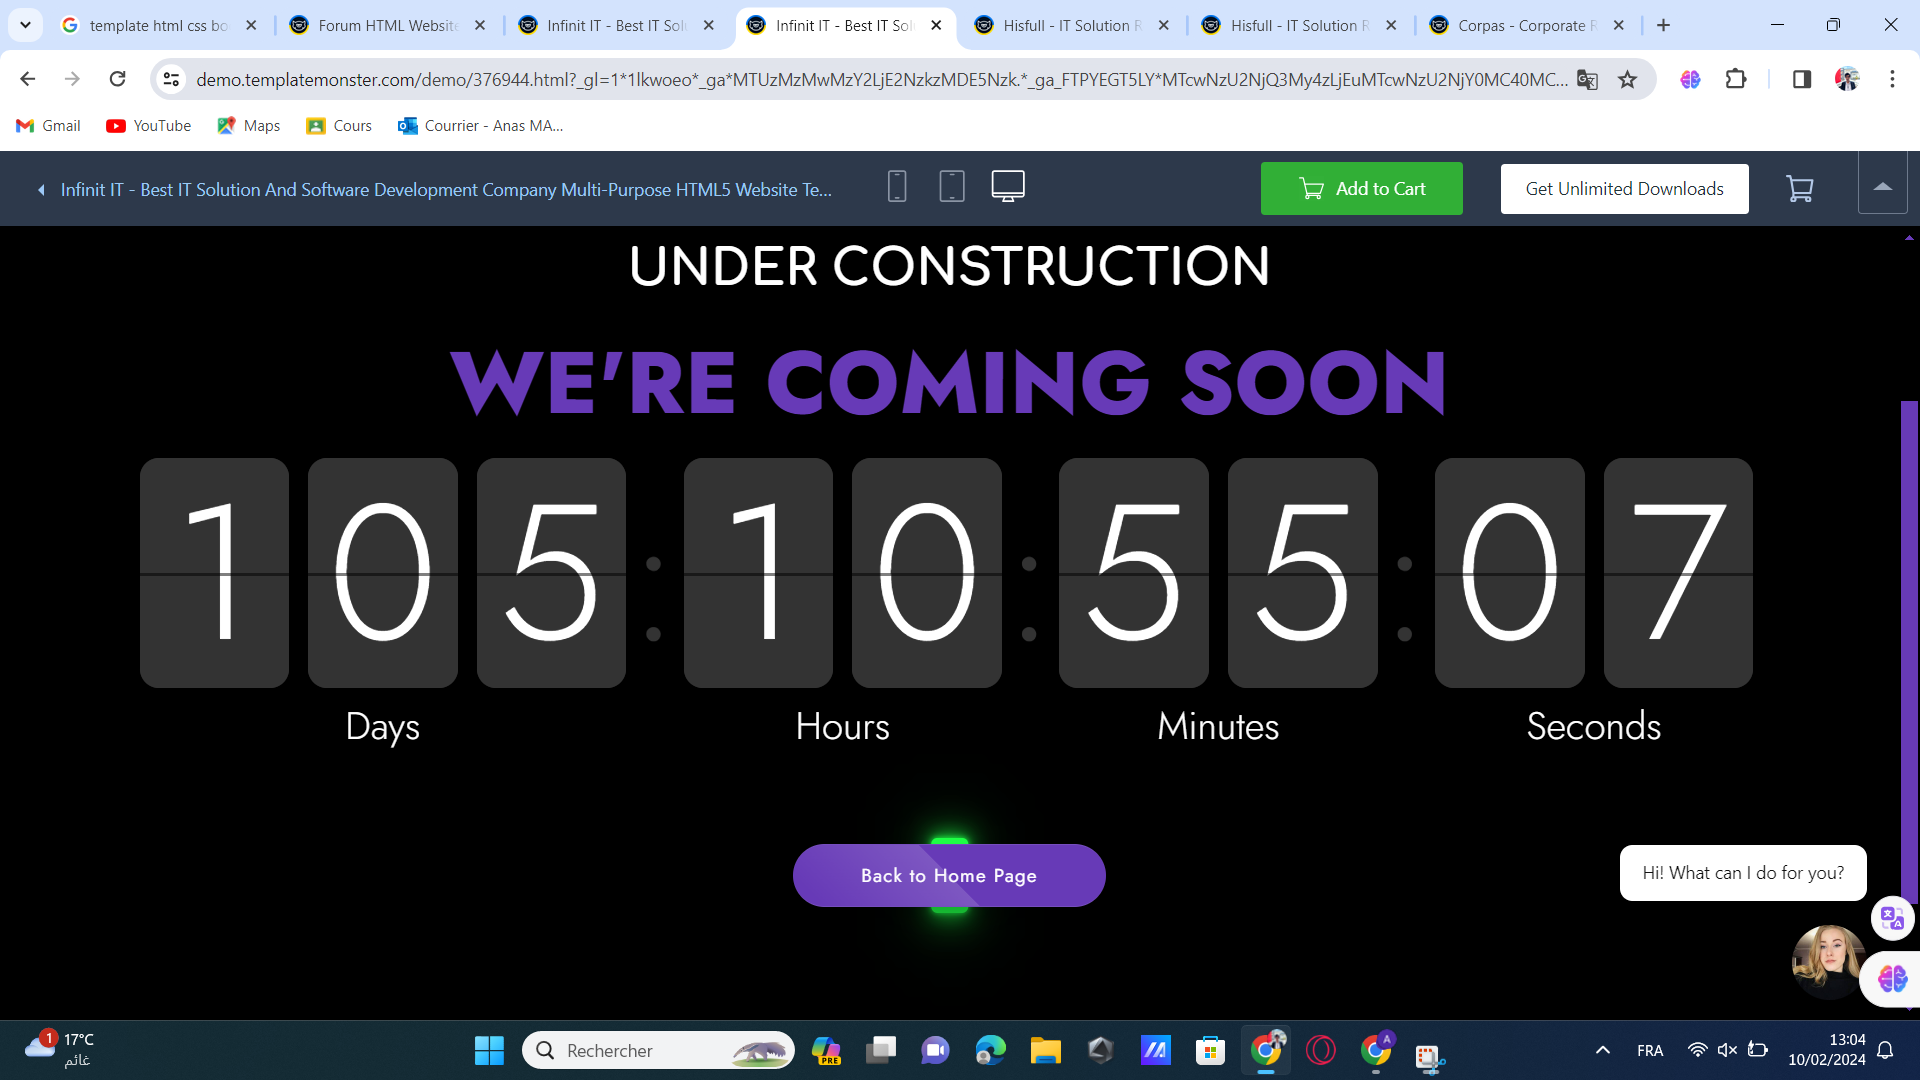 template html css bo
Forum HTML Website
Infinit IT - Best IT Solu
Infinit IT - Best IT Sol
Hisfull - IT Solution R
Hisfull - IT Solution R
Corpas - Corporate R
demo.templatemonster.com/demo/376944.html?_gl=1*1lkwoeo*_ga*MTUzMzMwMzY2LjE2NzkzMDE5Nzk.*_ga_FTPYEGT5LY*MTcwNzU2NjQ3My4zLjEuMTcwNzU2NjY0MC40MC...
Gmail
YouTube
Maps
Cours
Courrier - Anas MA...
Infinit IT - Best IT Solution And Software Development Company Multi-Purpose HTML5 Website Te...
Add to Cart
Get Unlimited Downloads
UNDER CONSTRUCTION
WE'RE COMING SOON
105 : 10 : 55 : 07
Days
Hours
Minutes
Seconds
Back to Home Page
Hi! What can I do for you?
1
17°C
غائم
Rechercher
PRE
A
FRA
13:04
10/02/2024